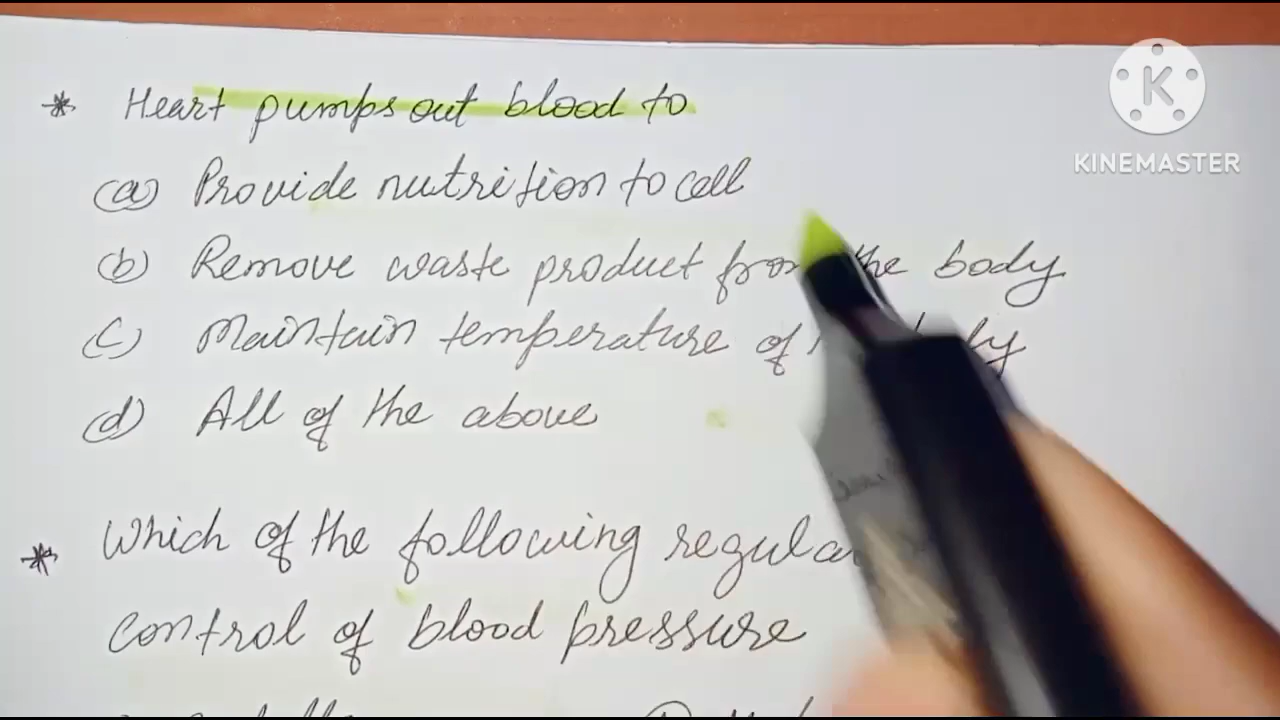 * Heart pumps out blood to
K
KINEMASTER
(a) Provide nutrition to cell
(b) Remove waste product from the body
(c) Maintain temperature of
(d) All of the above
* Which of the following
control of blood pressure